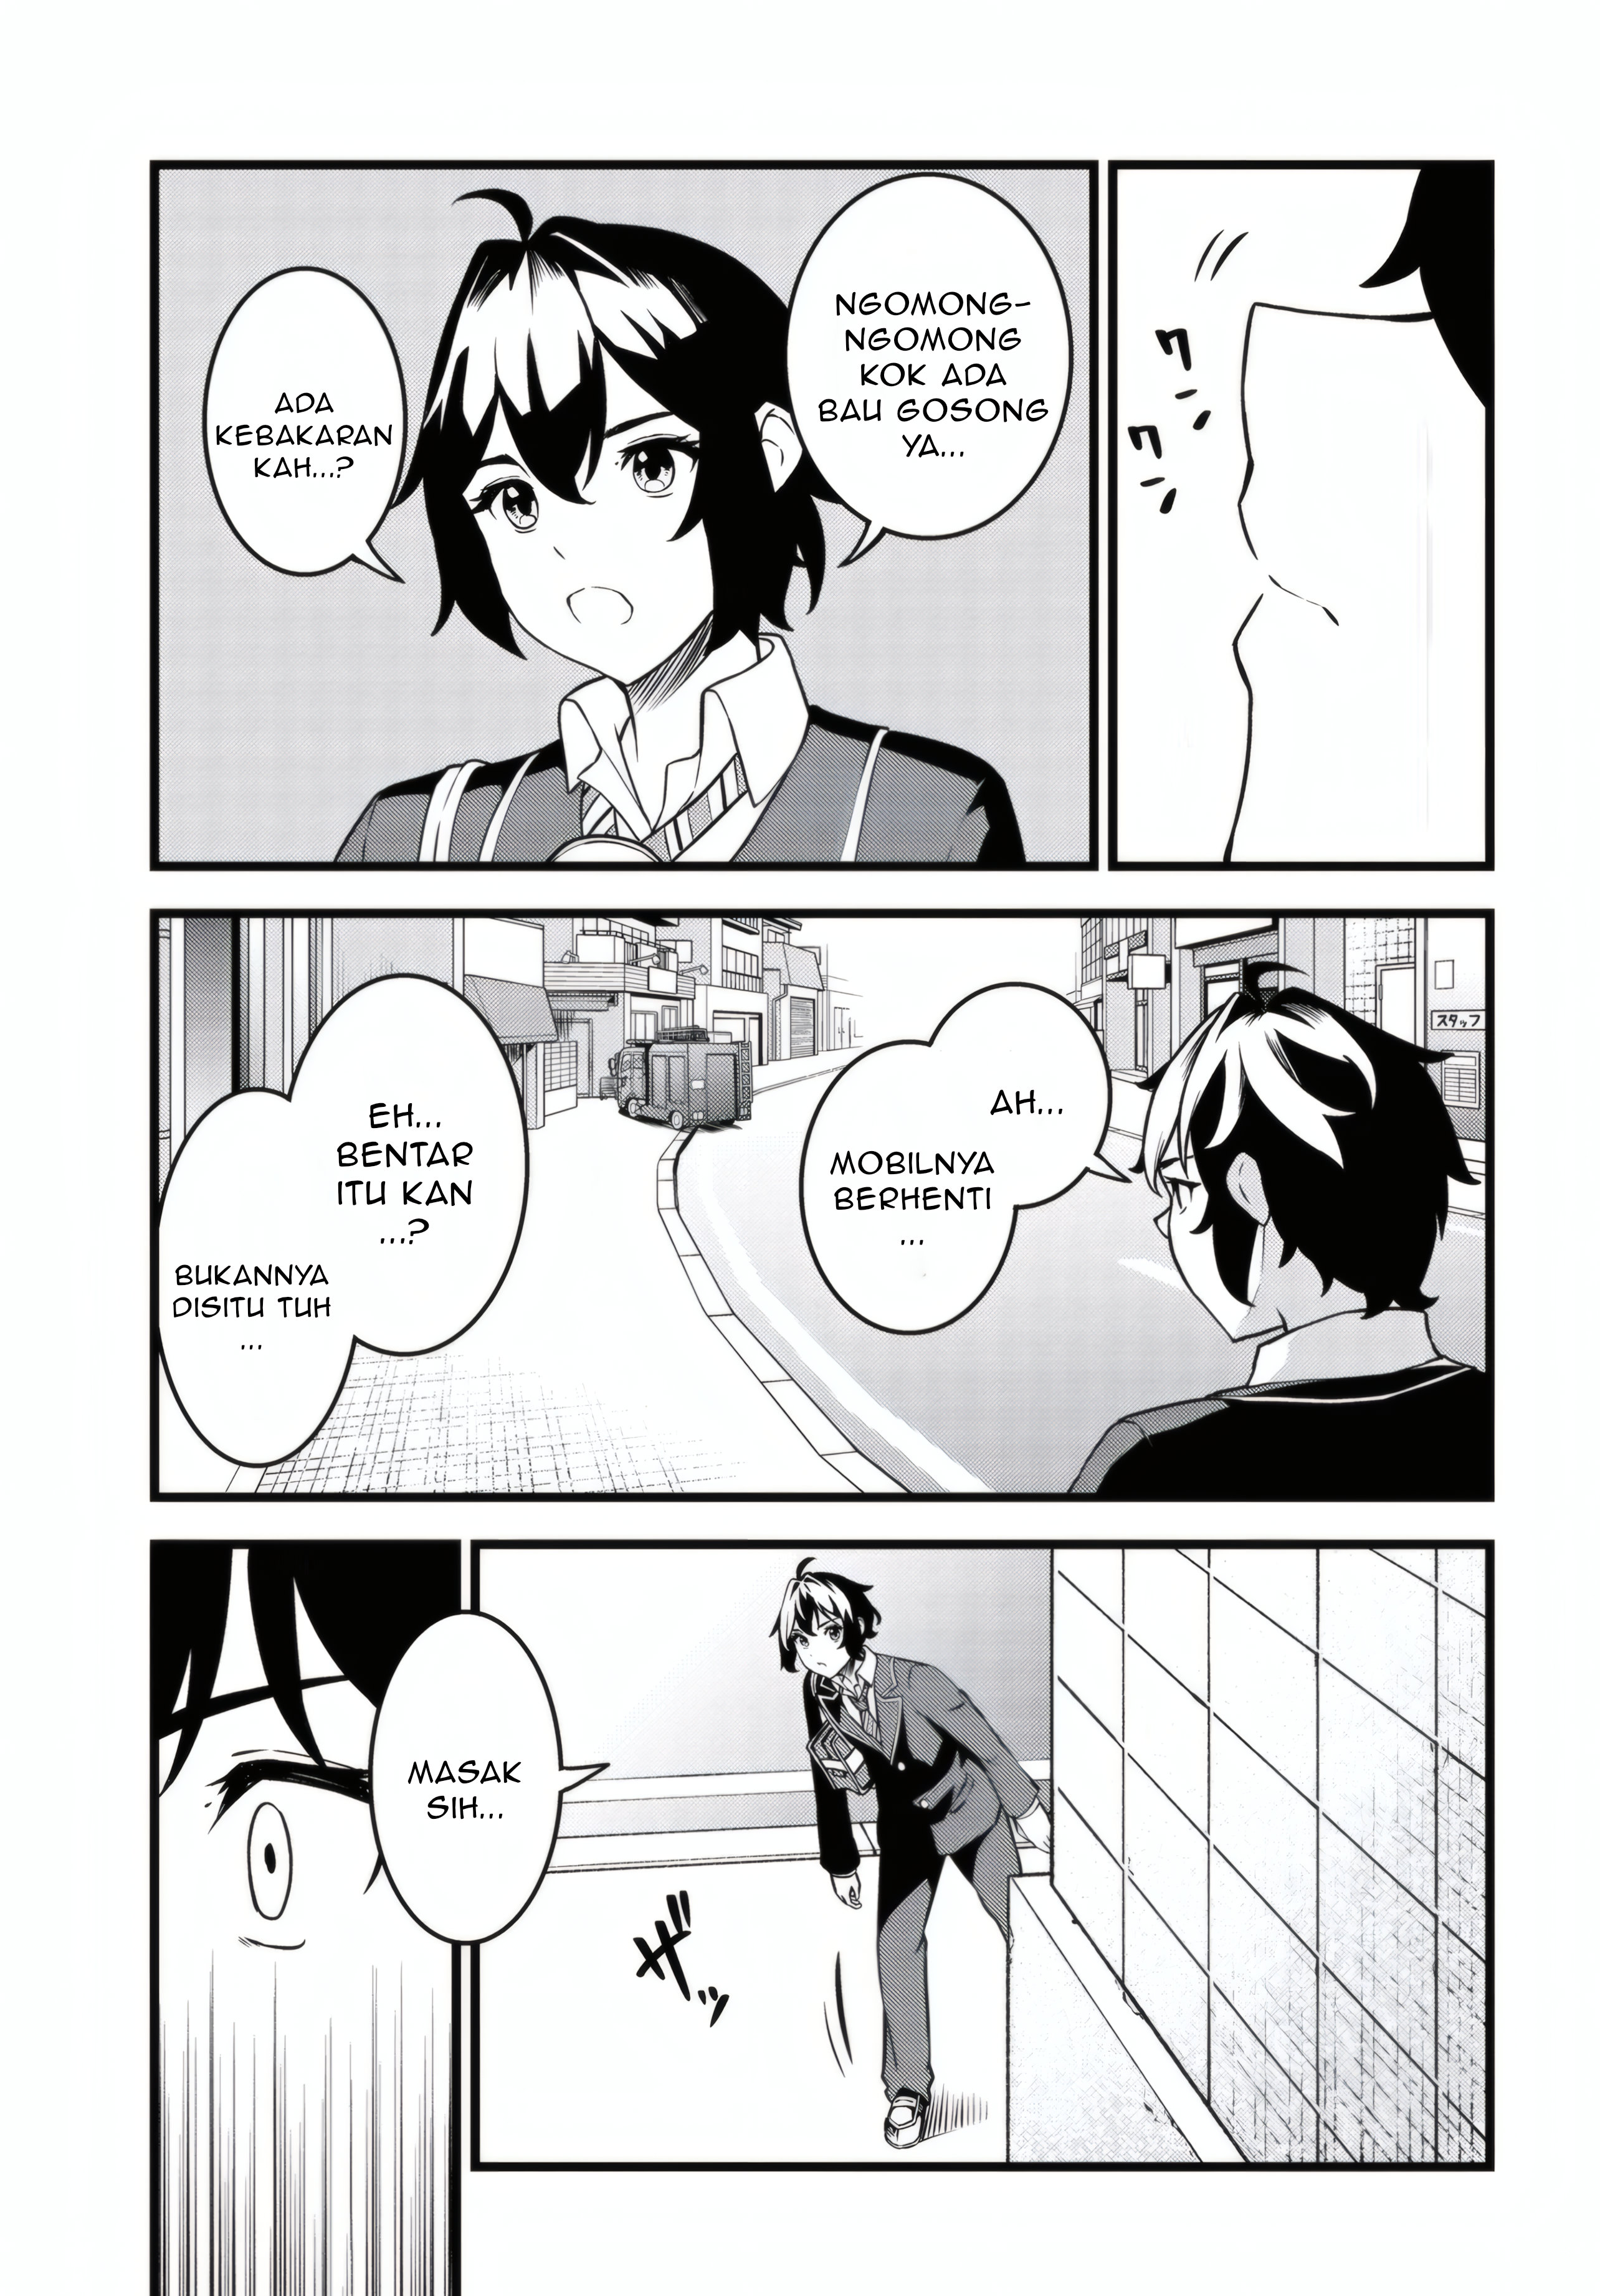 クン
クン
NGOMONG-
NGOMONG
KOK ADA
BAU GOSONG
YA...
ADA
KEBAKARAN
KAH...?
スタッフ
AH...
MOBILNYA
BERHENTI
...
EH...
BENTAR
ITU KAN
...?
BUKANNYA
DISITU TUH
...
ザッ
MASAK
SIH...